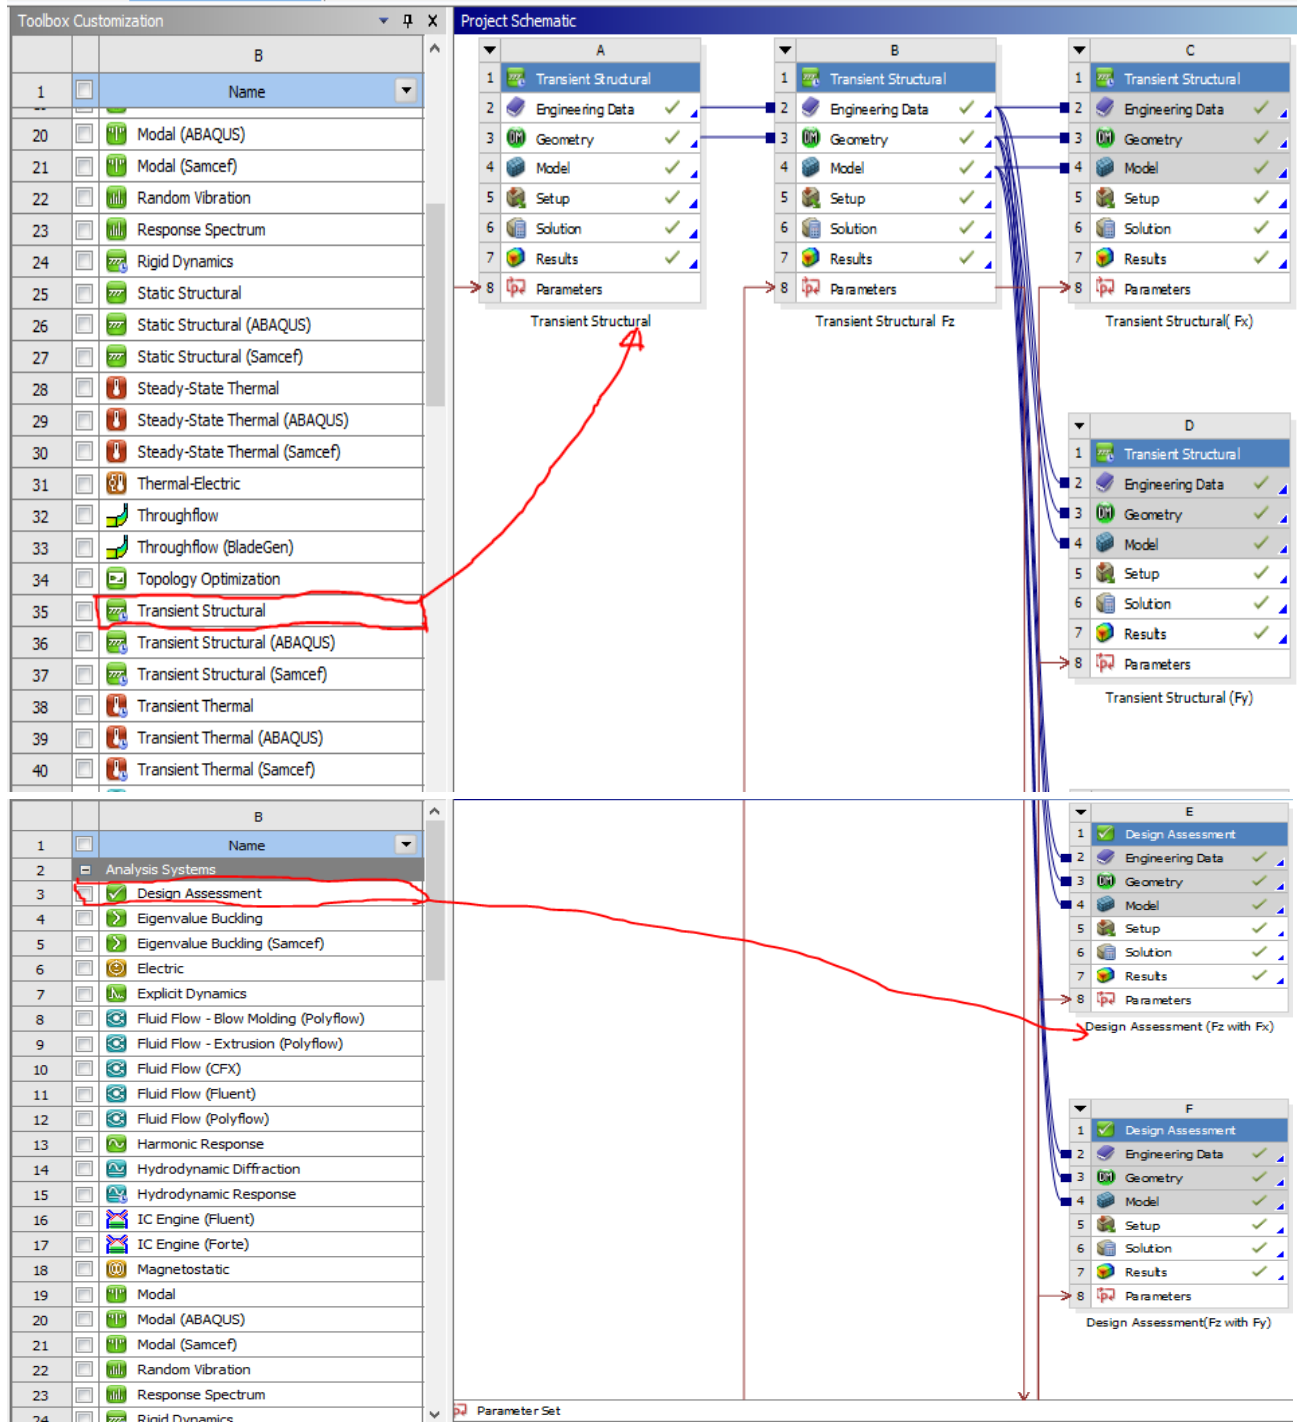 Toolbox Customization
B
1 Name
20 Modal (ABAQUS)
21 Modal (Samcef)
22 Random Vibration
23 Response Spectrum
24 Rigid Dynamics
25 Static Structural
26 Static Structural (ABAQUS)
27 Static Structural (Samcef)
28 Steady-State Thermal
29 Steady-State Thermal (ABAQUS)
30 Steady-State Thermal (Samcef)
31 Thermal-Electric
32 Throughflow
33 Throughflow (BladeGen)
34 Topology Optimization
35 Transient Structural
36 Transient Structural (ABAQUS)
37 Transient Structural (Samcef)
38 Transient Thermal
39 Transient Thermal (ABAQUS)
40 Transient Thermal (Samcef)
Project Schematic
A
1 Transient Structural
2 Engineering Data
3 Geometry
4 Model
5 Setup
6 Solution
7 Results
8 Parameters
Transient Structural
B
1 Transient Structural
2 Engineering Data
3 Geometry
4 Model
5 Setup
6 Solution
7 Results
8 Parameters
Transient Structural Fz
C
1 Transient Structural
2 Engineering Data
3 Geometry
4 Model
5 Setup
6 Solution
7 Results
8 Parameters
Transient Structural( Fx)
D
1 Transient Structural
2 Engineering Data
3 Geometry
4 Model
5 Setup
6 Solution
7 Results
8 Parameters
Transient Structural (Fy)
B
1 Name
2 Analysis Systems
3 Design Assessment
4 Eigenvalue Buckling
5 Eigenvalue Buckling (Samcef)
6 Electric
7 Explicit Dynamics
8 Fluid Flow - Blow Molding (Polyflow)
9 Fluid Flow - Extrusion (Polyflow)
10 Fluid Flow (CFX)
11 Fluid Flow (Fluent)
12 Fluid Flow (Polyflow)
13 Harmonic Response
14 Hydrodynamic Diffraction
15 Hydrodynamic Response
16 IC Engine (Fluent)
17 IC Engine (Forte)
18 Magnetostatic
19 Modal
20 Modal (ABAQUS)
21 Modal (Samcef)
22 Random Vibration
23 Response Spectrum
24 Rigid Dynamics
E
1 Design Assessment
2 Engineering Data
3 Geometry
4 Model
5 Setup
6 Solution
7 Results
8 Parameters
Design Assessment (Fz with Fx)
F
1 Design Assessment
2 Engineering Data
3 Geometry
4 Model
5 Setup
6 Solution
7 Results
8 Parameters
Design Assessment(Fz with Fy)
Parameter Set